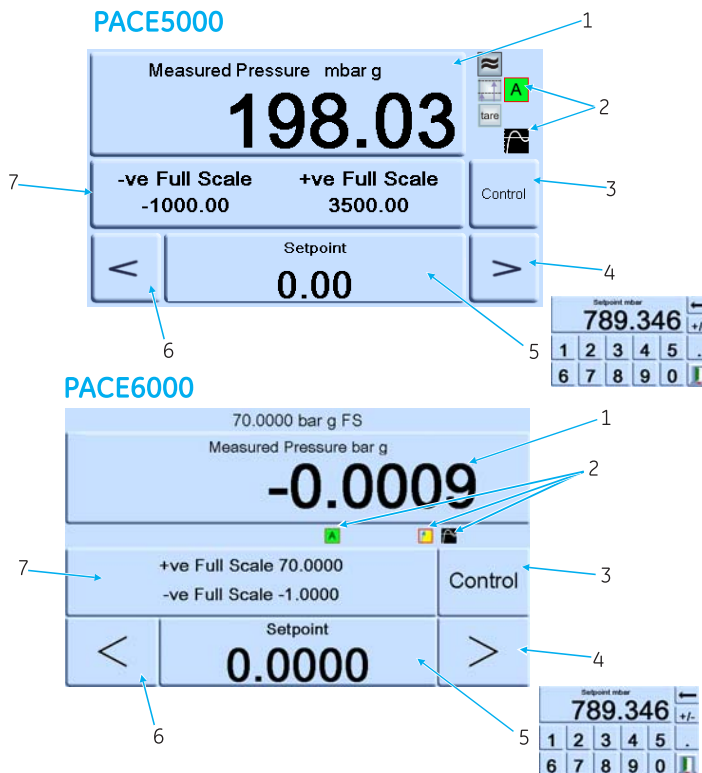 PACE5000
1
Measured Pressure mbar g
198.03
≈
A
tare
2
7
-ve Full Scale +ve Full Scale
-1000.00 3500.00
Control
3
<
Setpoint
0.00
>
4
6
5
Setpoint mbar
789.346
+/-
1 2 3 4 5 .
6 7 8 9 0
PACE6000
70.0000 bar g FS
1
Measured Pressure bar g
-0.0009
2
A
7
+ve Full Scale 70.0000
-ve Full Scale -1.0000
Control
3
<
Setpoint
0.0000
>
4
6
5
Setpoint mbar
789.346
+/-
1 2 3 4 5 .
6 7 8 9 0